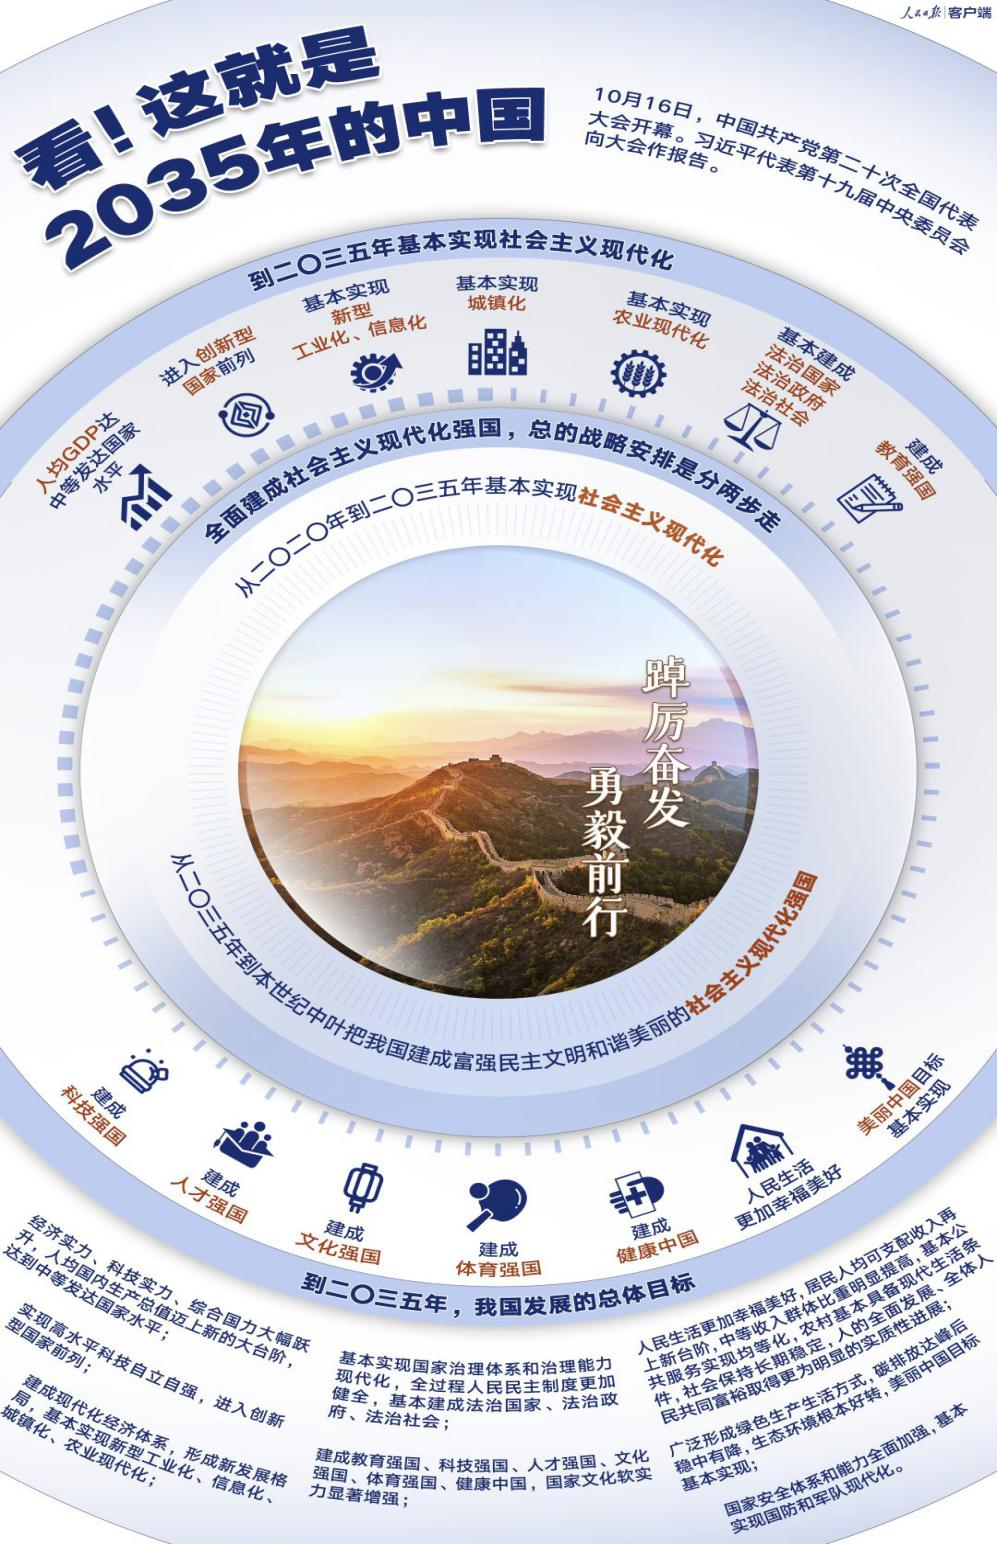 人民日报 客户端
看！这就是
2035年的中国
10月16日，中国共产党第二十次全国代表
大会开幕。习近平代表第十九届中央委员会
向大会作报告。
到二〇三五年基本实现社会主义现代化
人均GDP达
中等发达国家
水平
进入创新型
国家前列
基本实现
新型
工业化、信息化
基本实现
城镇化
基本实现
农业现代化
基本建成
法治国家
法治政府
法治社会
建成
教育强国
全面建成社会主义现代化强国，总的战略安排是分两步走
从二〇二〇年到二〇三五年基本实现社会主义现代化
踔厉奋发
勇毅前行
从二〇三五年到本世纪中叶把我国建成富强民主文明和谐美丽的社会主义现代化强国
建成
科技强国
建成
人才强国
建成
文化强国
建成
体育强国
建成
健康中国
人民生活
更加幸福美好
美丽中国目标
基本实现
到二〇三五年，我国发展的总体目标
经济实力、科技实力、综合国力大幅跃
升，人均国内生产总值迈上新的大台阶，
达到中等发达国家水平；
实现高水平科技自立自强，进入创新
型国家前列；
建成现代化经济体系，形成新发展格
局，基本实现新型工业化、信息化、
城镇化、农业现代化；
基本实现国家治理体系和治理能力
现代化，全过程人民民主制度更加
健全，基本建成法治国家、法治政
府、法治社会；
建成教育强国、科技强国、人才强国、文化
强国、体育强国、健康中国，国家文化软实
力显著增强；
人民生活更加幸福美好，居民人均可支配收入再
上新台阶，中等收入群体比重明显提高，基本公
共服务实现均等化，农村基本具备现代生活条
件，社会保持长期稳定，人的全面发展、全体人
民共同富裕取得更为明显的实质性进展；
广泛形成绿色生产生活方式，碳排放达峰后
稳中有降，生态环境根本好转，美丽中国目标
基本实现；
国家安全体系和能力全面加强，基本
实现国防和军队现代化。